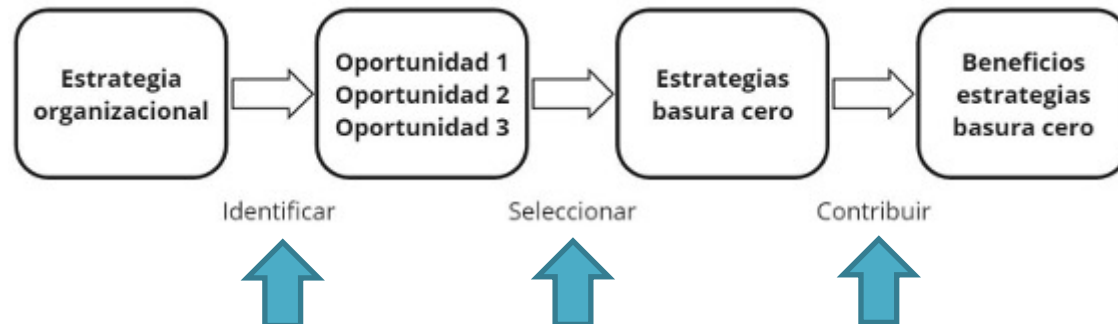 Estrategia
organizacional
Oportunidad 1
Oportunidad 2
Oportunidad 3
Estrategias
basura cero
Beneficios
estrategias
basura cero
Identificar
Seleccionar
Contribuir